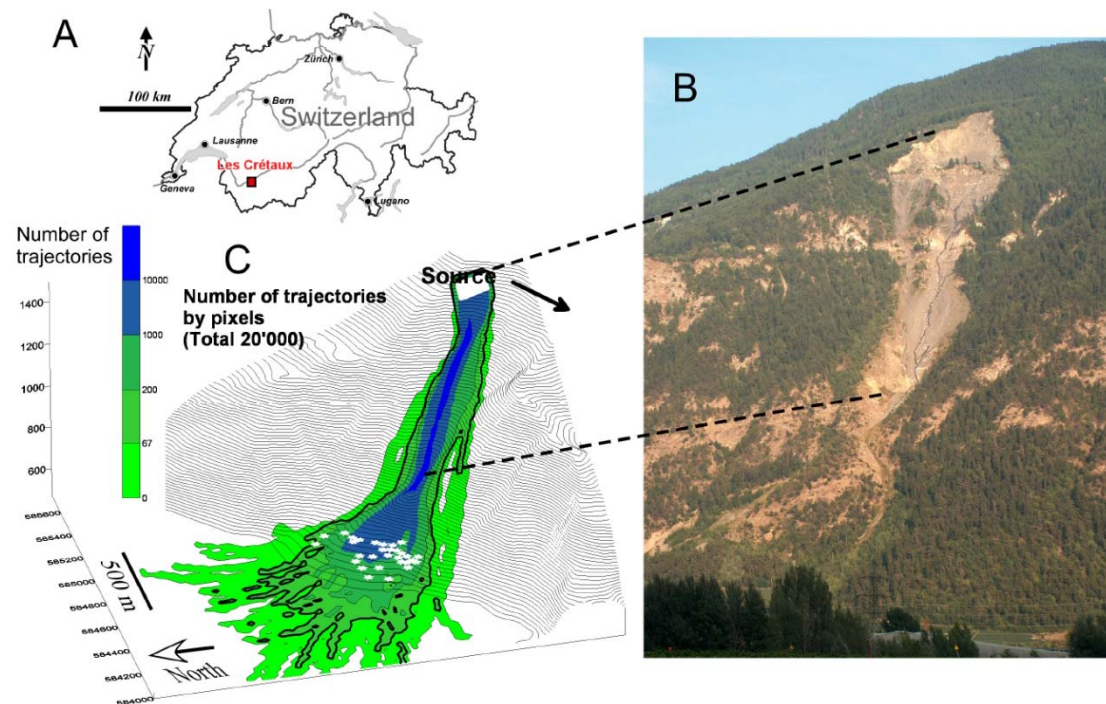 A
N
100 km
Zürich
Bern
Switzerland
Lausanne
Les Crétaux
Geneva
Lugano
B
Number of
trajectories
C
10000
1000
200
67
0
Number of trajectories
by pixels
(Total 20'000)
Source
1400
1200
1000
800
600
585600
585400
585200
585000
584800
584600
584400
584200
584000
500 m
North